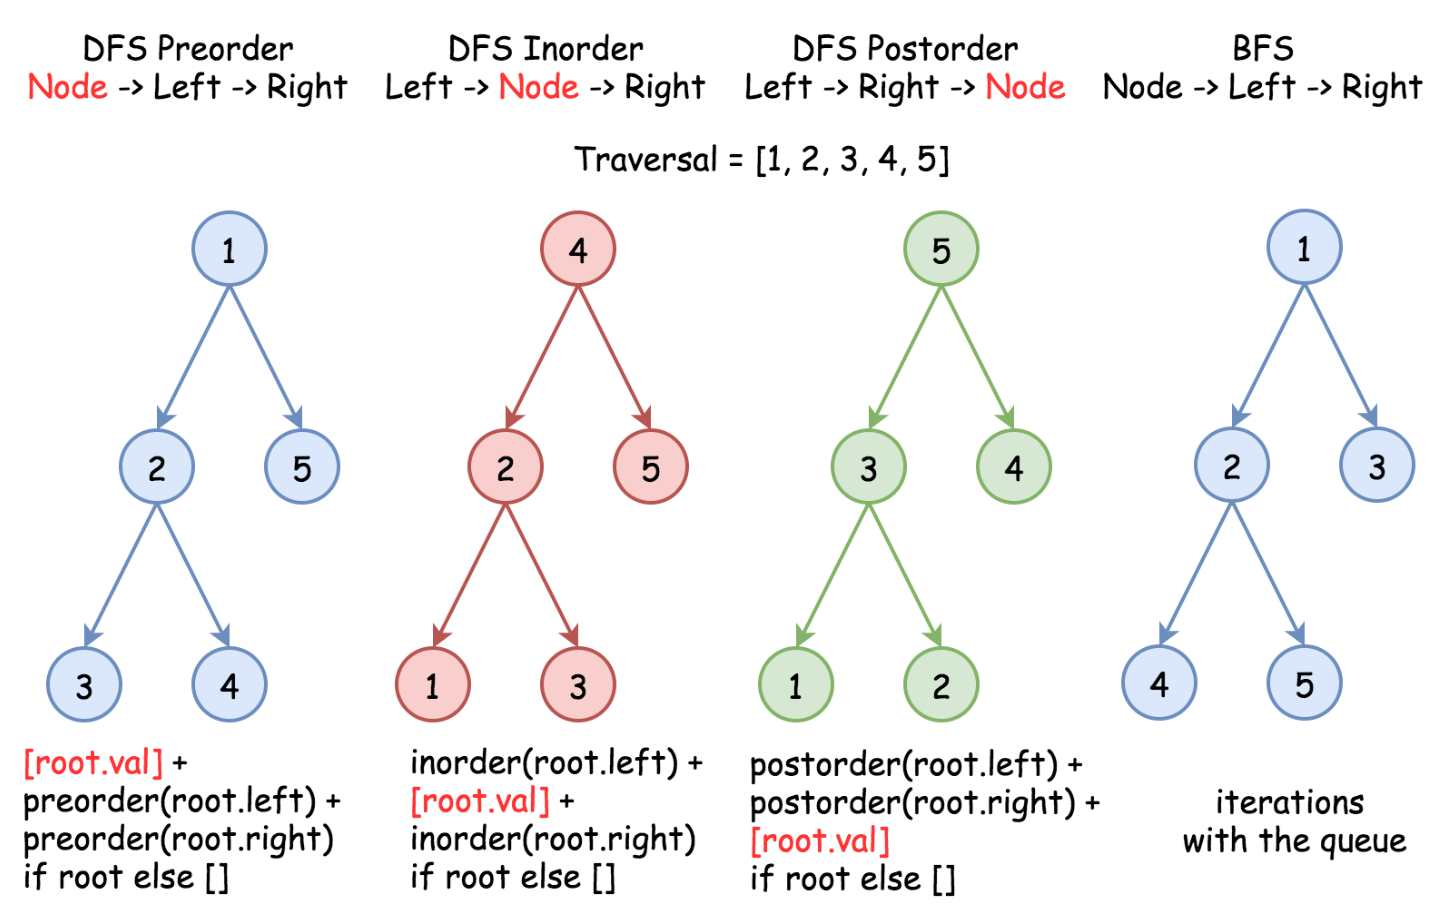 DFS Preorder
Node -> Left -> Right
DFS Inorder
Left -> Node -> Right
DFS Postorder
Left -> Right -> Node
BFS
Node -> Left -> Right
Traversal = [1, 2, 3, 4, 5]
1
2
5
3
4
4
2
5
1
3
5
3
4
1
2
1
2
3
4
5
[root.val] +
preorder(root.left) +
preorder(root.right)
if root else []
inorder(root.left) +
[root.val] +
inorder(root.right)
if root else []
postorder(root.left) +
postorder(root.right) +
[root.val]
if root else []
iterations
with the queue